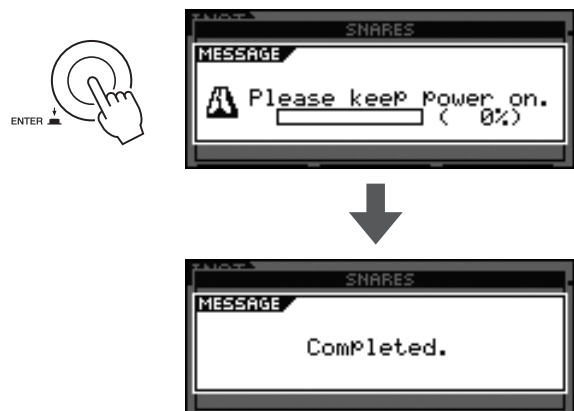 SNARES
MESSAGE
Please keep power on.
( 0%)
ENTER
SNARES
MESSAGE
Completed.